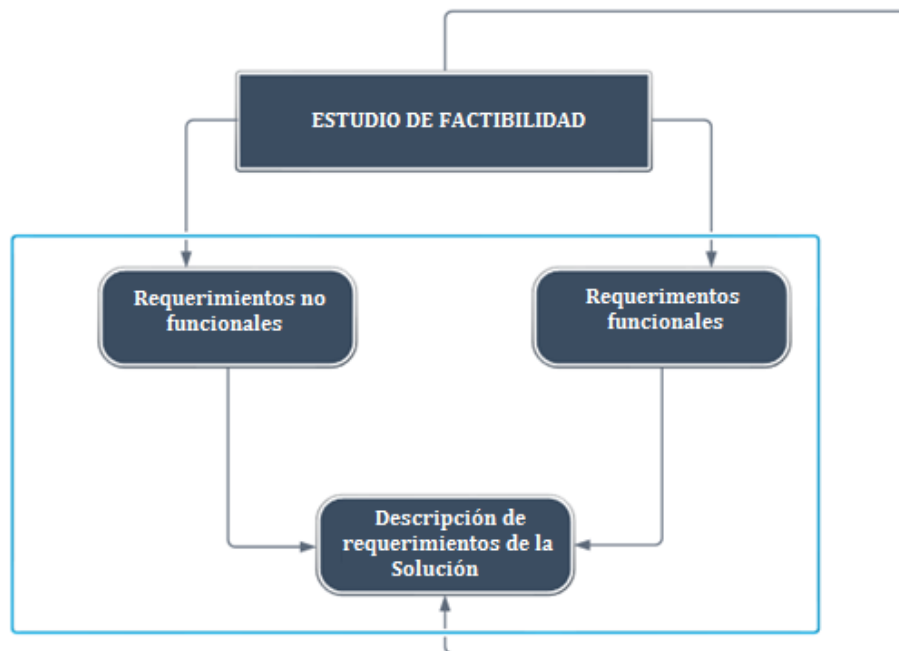 ESTUDIO DE FACTIBILIDAD
Requerimientos no
funcionales
Requerimentos
funcionales
Descripción de
requerimientos de la
Solución